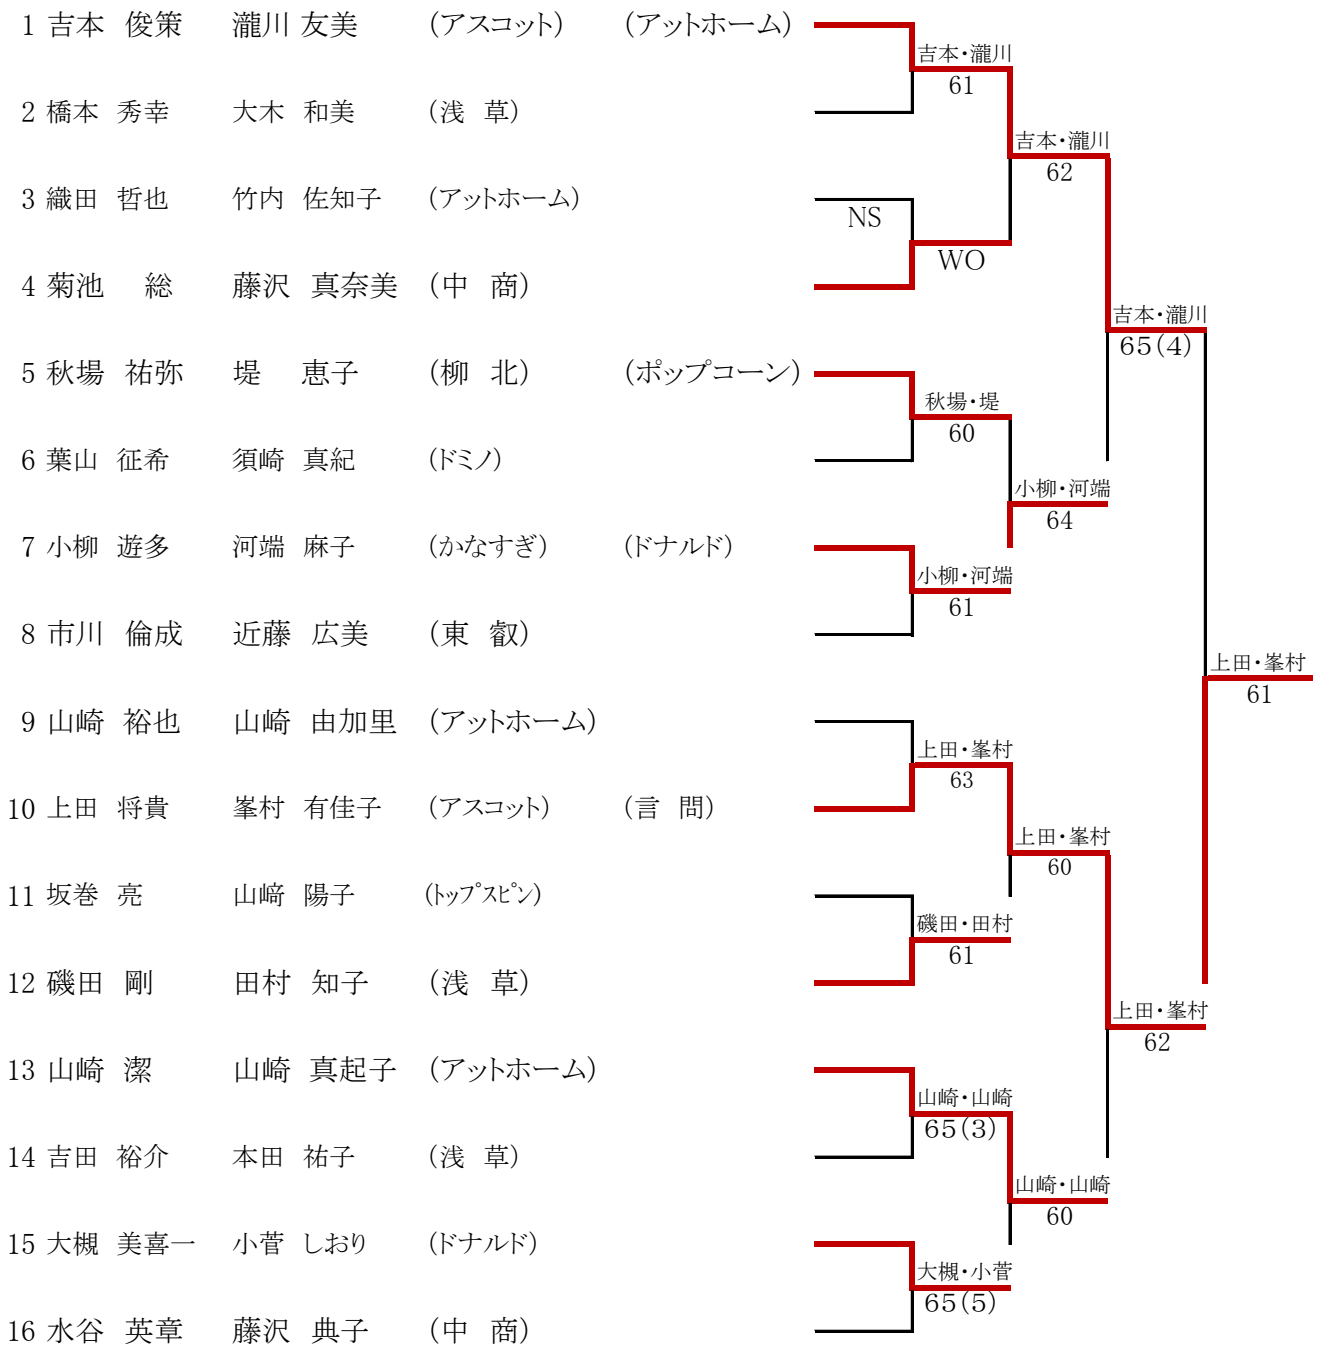 1 吉本 俊策 瀧川 友美 (アスコット) (アットホーム)
吉本・瀧川
61
2 橋本 秀幸 大木 和美 (浅 草)
吉本・瀧川
62
3 織田 哲也 竹内 佐知子 (アットホーム)
NS
WO
4 菊池 総 藤沢 真奈美 (中 商)
吉本・瀧川
65(4)
5 秋場 祐弥 堤 恵子 (柳 北) (ポップコーン)
秋場・堤
60
6 葉山 征希 須崎 真紀 (ドミノ)
小柳・河端
64
7 小柳 遊多 河端 麻子 (かなすぎ) (ドナルド)
小柳・河端
61
8 市川 倫成 近藤 広美 (東 叡)
上田・峯村
61
9 山崎 裕也 山崎 由加里 (アットホーム)
上田・峯村
63
10 上田 将貴 峯村 有佳子 (アスコット) (言 問)
上田・峯村
60
11 坂巻 亮 山﨑 陽子 (トップスピン)
磯田・田村
61
12 磯田 剛 田村 知子 (浅 草)
上田・峯村
62
13 山崎 潔 山崎 真起子 (アットホーム)
山崎・山崎
65(3)
14 吉田 裕介 本田 祐子 (浅 草)
山崎・山崎
60
15 大槻 美喜一 小菅 しおり (ドナルド)
大槻・小菅
65(5)
16 水谷 英章 藤沢 典子 (中 商)